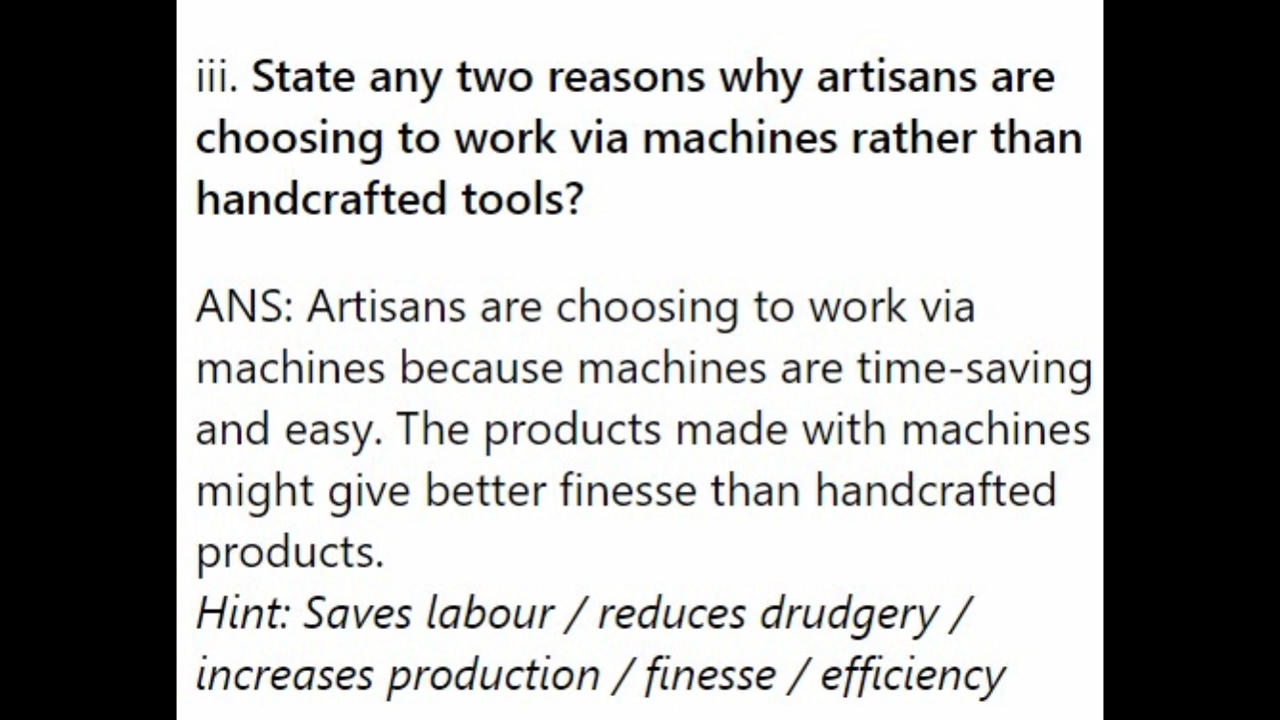 iii. State any two reasons why artisans are
choosing to work via machines rather than
handcrafted tools?
ANS: Artisans are choosing to work via
machines because machines are time-saving
and easy. The products made with machines
might give better finesse than handcrafted
products.
Hint: Saves labour / reduces drudgery /
increases production / finesse / efficiency